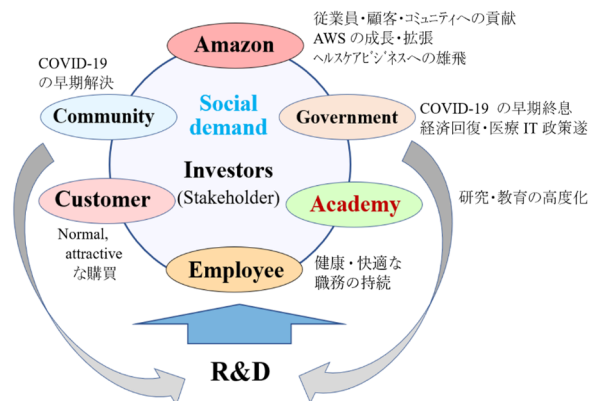 Amazon
従業員・顧客・コミュニティへの貢献
AWS の成長・拡張
ヘルスケアビジネスへの雄飛
COVID-19
の早期解決
Community
Social
demand
Government
COVID-19 の早期終息
経済回復・医療 IT 政策遂
Investors
(Stakeholder)
Customer
Academy
研究・教育の高度化
Normal,
attractive
な購買
Employee
健康・快適な
職務の持続
R&D